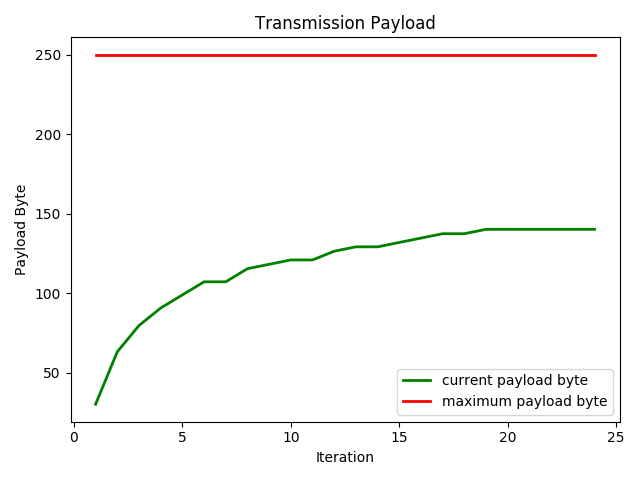 Transmission Payload
250
200
150
100
50
Payload Byte
0
5
10
15
20
25
Iteration
current payload byte
maximum payload byte